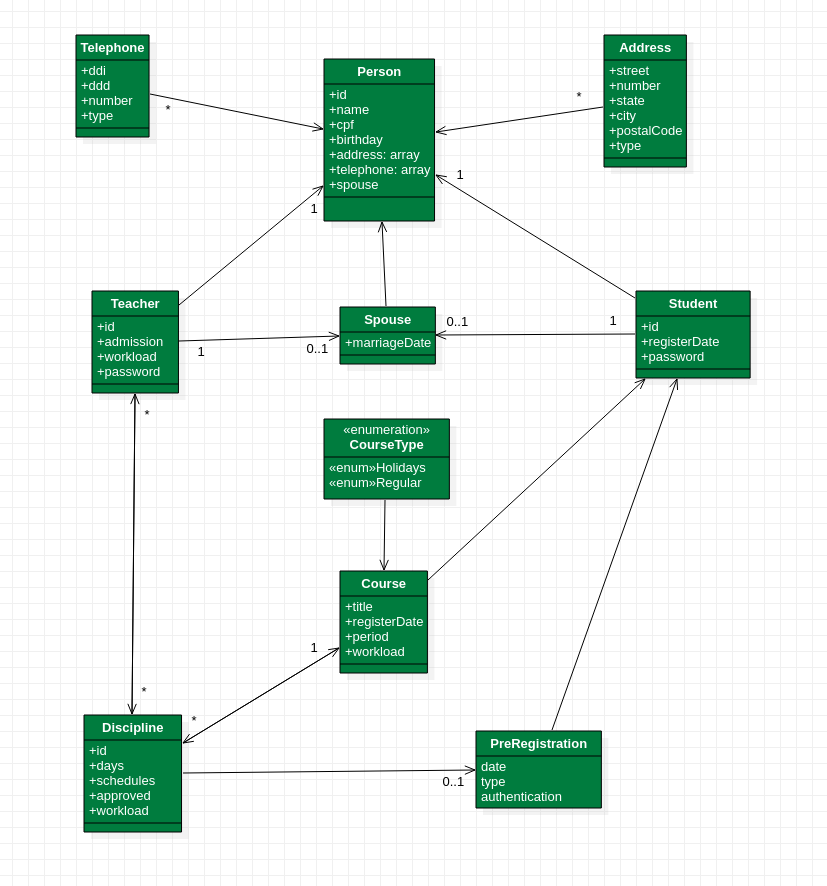 Telephone
+ddi
+ddd
+number
+type
*
Person
+id
+name
+cpf
+birthday
+address: array
+telephone: array
+spouse
Address
+street
+number
+state
+city
+postalCode
+type
*
1
1
Teacher
+id
+admission
+workload
+password
1
0..1
Spouse
+marriageDate
0..1
1
Student
+id
+registerDate
+password
*
«enumeration»
CourseType
«enum»Holidays
«enum»Regular
Course
+title
+registerDate
+period
+workload
1
*
*
Discipline
+id
+days
+schedules
+approved
+workload
0..1
PreRegistration
date
type
authentication